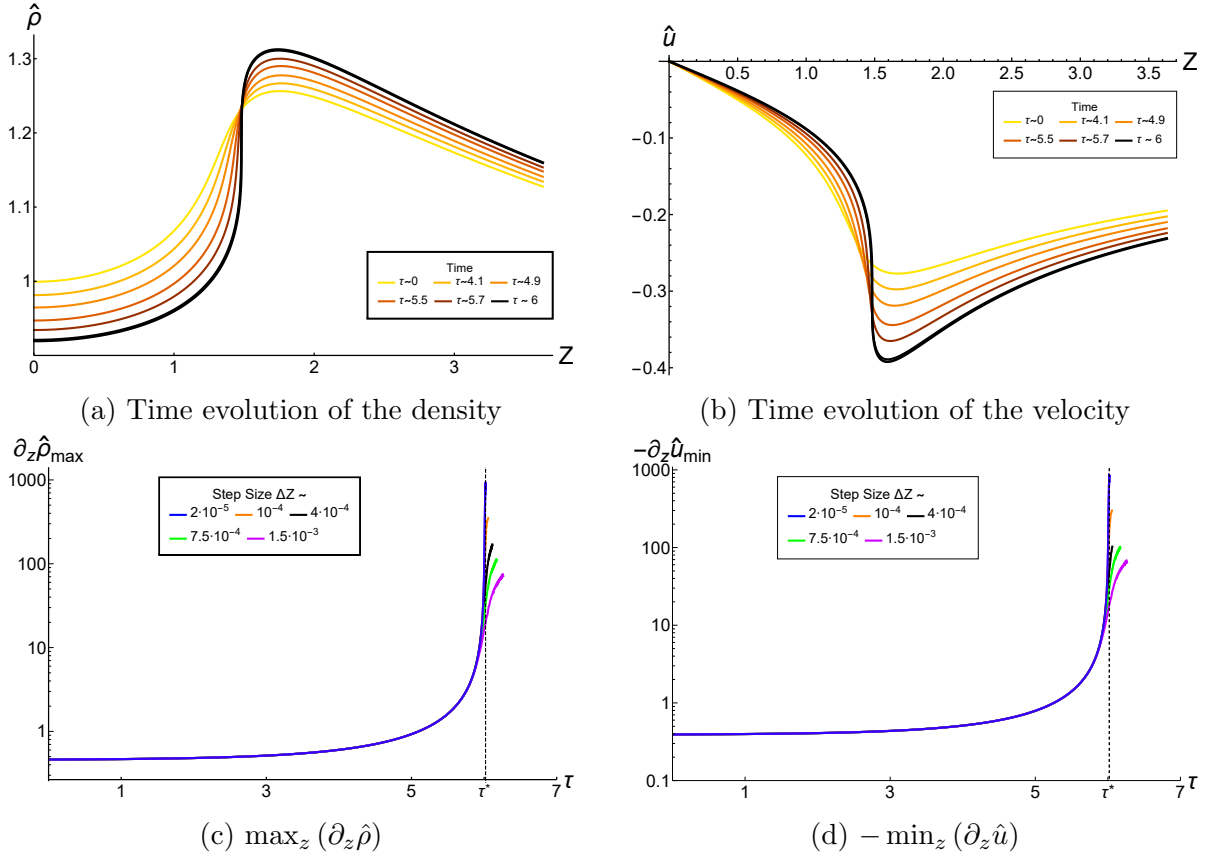 ρ̂
1.3
1.2
1.1
1
0 1 2 3 Z
Time
τ~0 τ~4.1 τ~4.9
τ~5.5 τ~5.7 τ ~ 6
(a) Time evolution of the density
û
0.5 1.0 1.5 2.0 2.5 3.0 3.5 Z
-0.1
-0.2
-0.3
-0.4
Time
τ~0 τ~4.1 τ~4.9
τ~5.5 τ~5.7 τ ~ 6
(b) Time evolution of the velocity
∂zρ̂max
1000
100
10
1
1 3 5 τ* 7 τ
Step Size ΔZ ~
2·10⁻⁵ 10⁻⁴ 4·10⁻⁴
7.5·10⁻⁴ 1.5·10⁻³
(c) maxz (∂zρ̂)
-∂zûmin
1000
100
10
1
0.1
1 3 5 τ* 7 τ
Step Size ΔZ ~
2·10⁻⁵ 10⁻⁴ 4·10⁻⁴
7.5·10⁻⁴ 1.5·10⁻³
(d) − minz (∂zû)